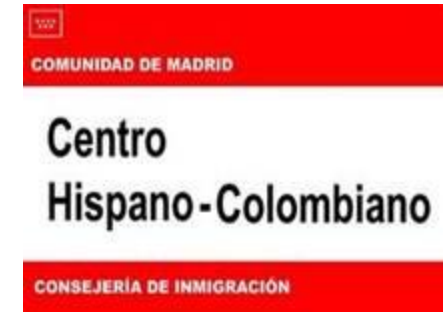 COMUNIDAD DE MADRID
Centro
Hispano-Colombiano
CONSEJERÍA DE INMIGRACIÓN